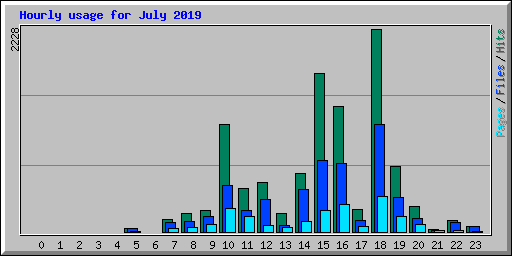 Hourly usage for July 2019
2228
Pages / Files / Hits
0 1 2 3 4 5 6 7 8 9 10 11 12 13 14 15 16 17 18 19 20 21 22 23